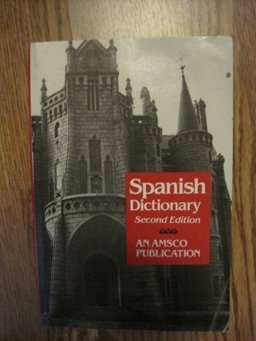 Spanish
Dictionary
Second Edition
AN AMSCO
PUBLICATION